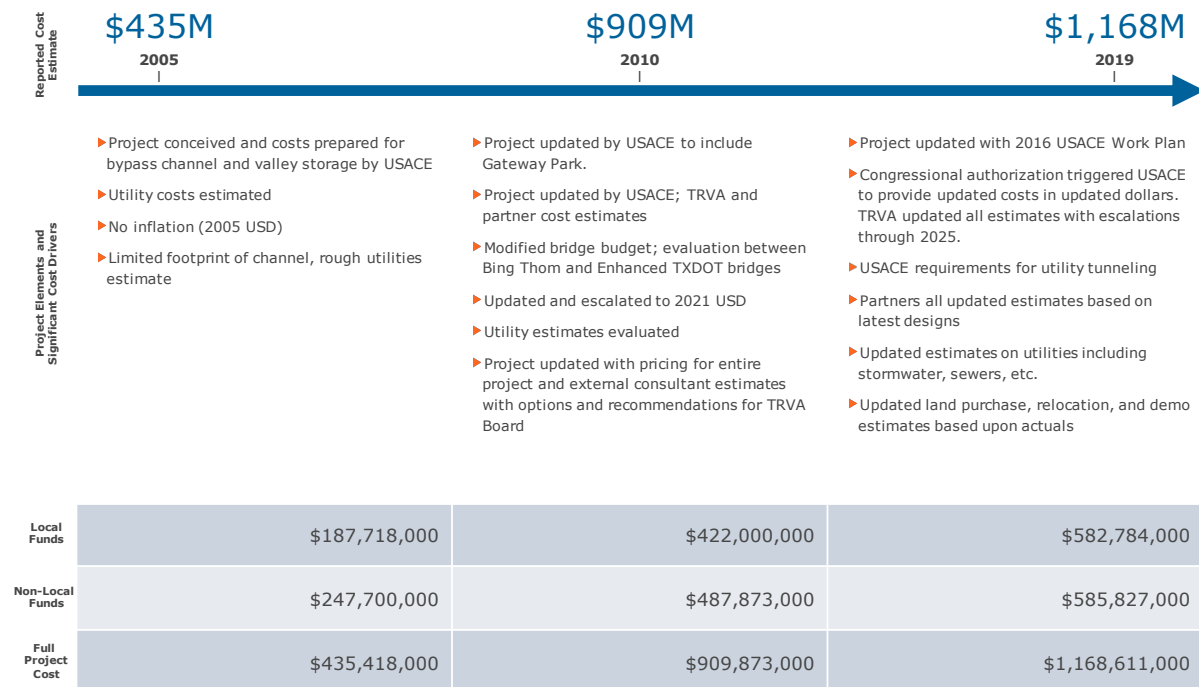 Reported Cost
Estimate
$435M
$909M
$1,168M
2005
2010
2019
Project Elements and
Significant Cost Drivers
Project conceived and costs prepared for
bypass channel and valley storage by USACE
Utility costs estimated
No inflation (2005 USD)
Limited footprint of channel, rough utilities
estimate
Project updated by USACE to include
Gateway Park.
Project updated by USACE; TRVA and
partner cost estimates
Modified bridge budget; evaluation between
Bing Thom and Enhanced TXDOT bridges
Updated and escalated to 2021 USD
Utility estimates evaluated
Project updated with pricing for entire
project and external consultant estimates
with options and recommendations for TRVA
Board
Project updated with 2016 USACE Work Plan
Congressional authorization triggered USACE
to provide updated costs in updated dollars.
TRVA updated all estimates with escalations
through 2025.
USACE requirements for utility tunneling
Partners all updated estimates based on
latest designs
Updated estimates on utilities including
stormwater, sewers, etc.
Updated land purchase, relocation, and demo
estimates based upon actuals
Local
Funds
$187,718,000
$422,000,000
$582,784,000
Non-Local
Funds
$247,700,000
$487,873,000
$585,827,000
Full
Project
Cost
$435,418,000
$909,873,000
$1,168,611,000